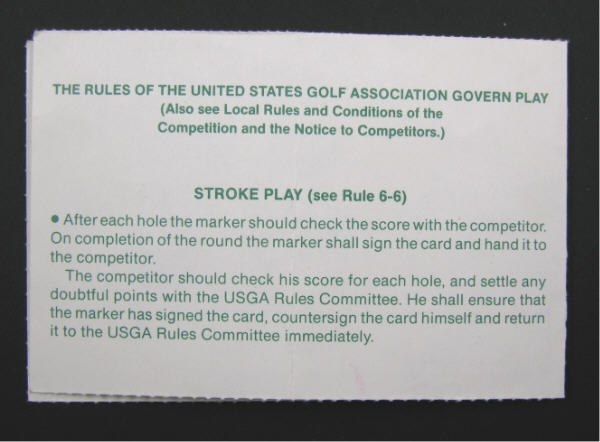 THE RULES OF THE UNITED STATES GOLF ASSOCIATION GOVERN PLAY
(Also see Local Rules and Conditions of the
Competition and the Notice to Competitors.)
STROKE PLAY (see Rule 6-6)
● After each hole the marker should check the score with the competitor.
On completion of the round the marker shall sign the card and hand it to
the competitor.
The competitor should check his score for each hole, and settle any
doubtful points with the USGA Rules Committee. He shall ensure that
the marker has signed the card, countersign the card himself and return
it to the USGA Rules Committee immediately.